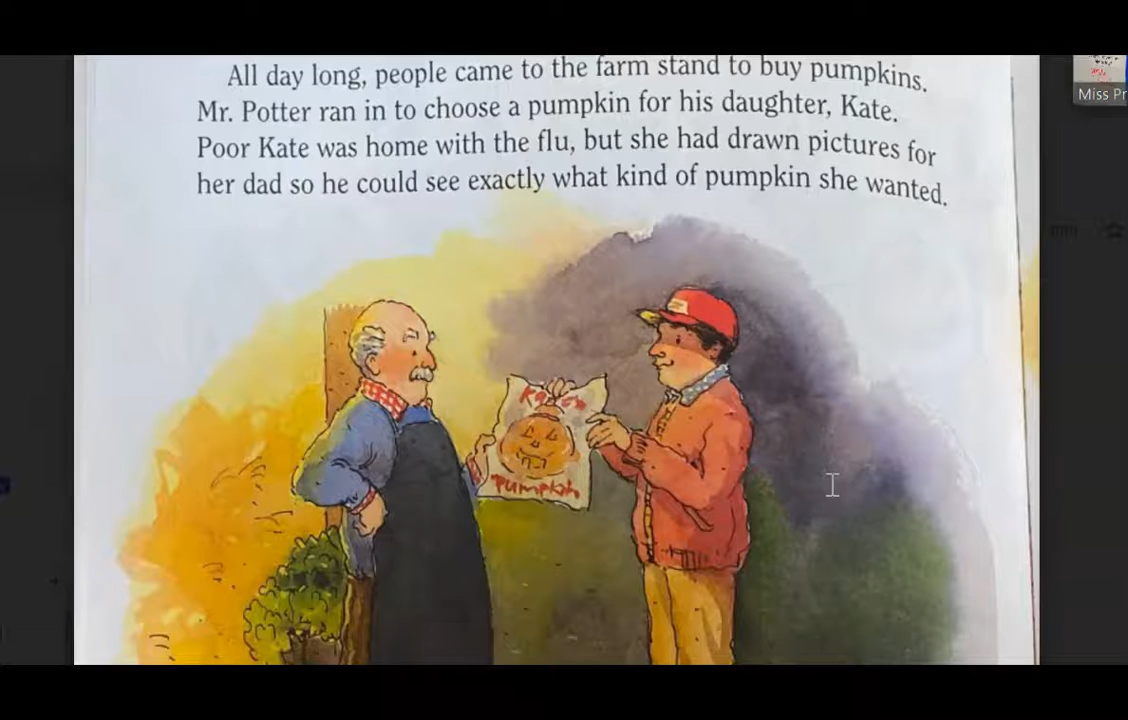 All day long, people came to the farm stand to buy pumpkins.
Mr. Potter ran in to choose a pumpkin for his daughter, Kate.
Poor Kate was home with the flu, but she had drawn pictures for
her dad so he could see exactly what kind of pumpkin she wanted.
Pumpkin
Miss Pr